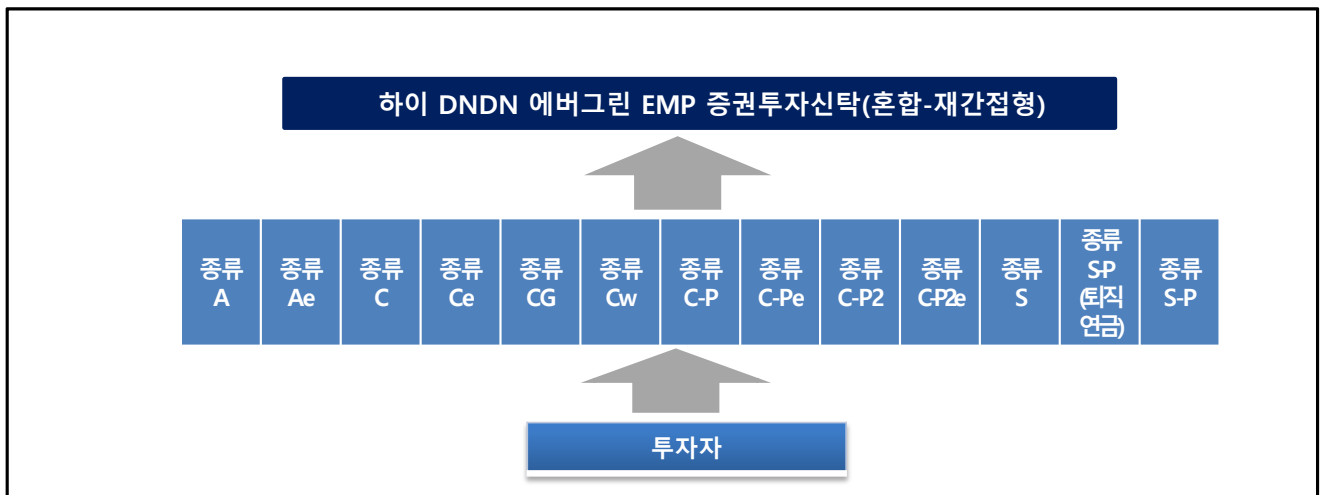 하이 DNDN 에버그린 EMP 증권투자신탁(혼합-재간접형)
종류
A
종류
Ae
종류
C
종류
Ce
종류
CG
종류
Cw
종류
C-P
종류
C-Pe
종류
C-P2
종류
C-P2e
종류
S
종류
S-P
(퇴직
연금)
종류
S-P
투자자